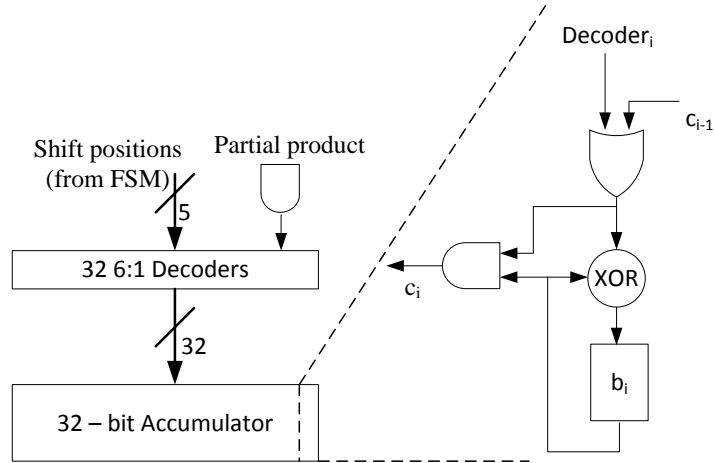 Shift positions
(from FSM)
5
Partial product
32 6:1 Decoders
32
32 – bit Accumulator
Decoderᵢ
cᵢ₋₁
cᵢ
XOR
bᵢ